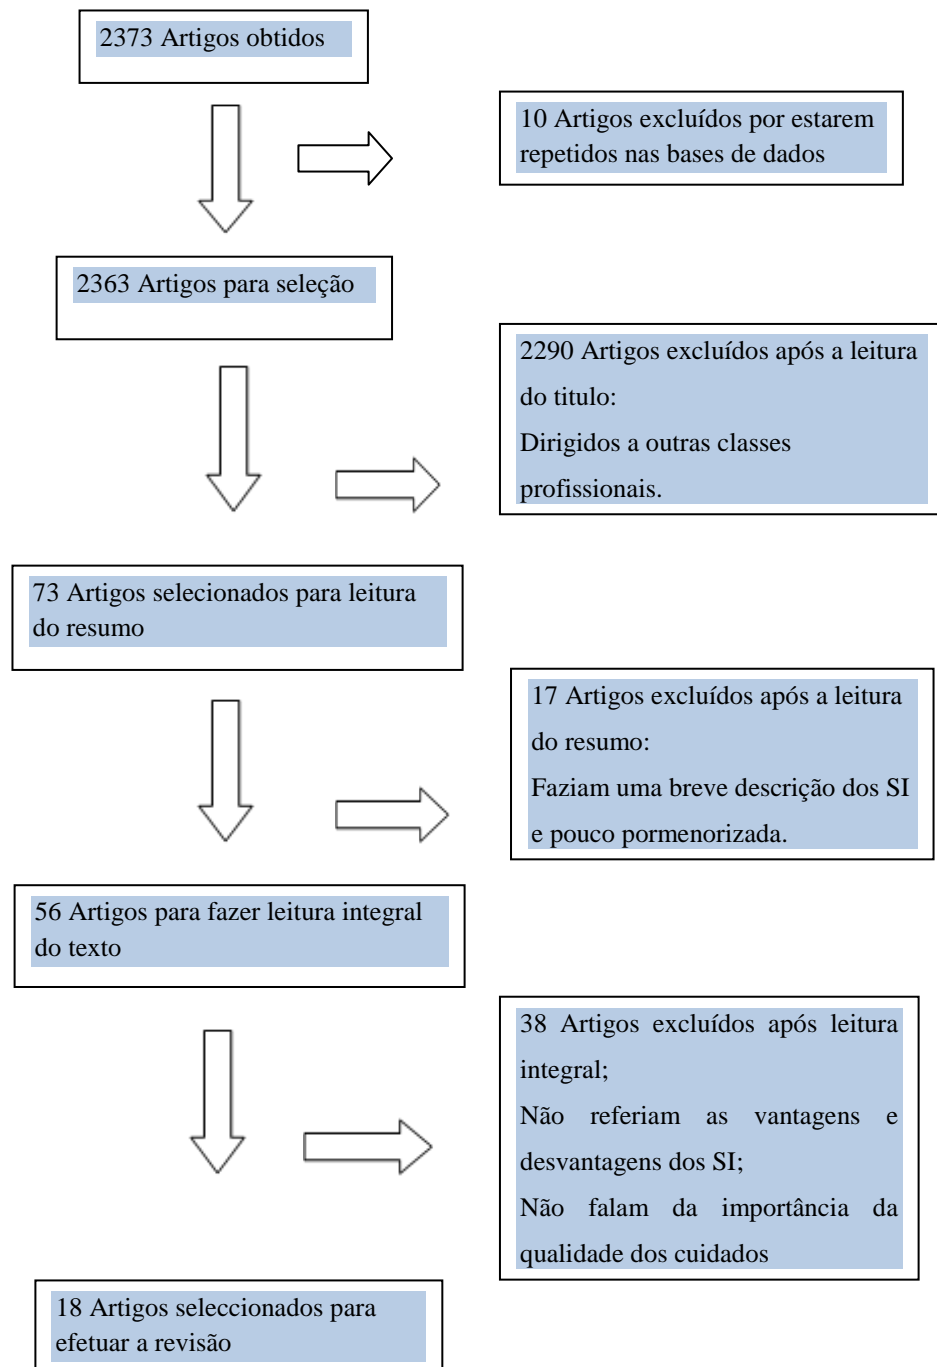 2373 Artigos obtidos
10 Artigos excluídos por estarem
repetidos nas bases de dados
2363 Artigos para seleção
2290 Artigos excluídos após a leitura
do titulo:
Dirigidos a outras classes
profissionais.
73 Artigos selecionados para leitura
do resumo
17 Artigos excluídos após a leitura
do resumo:
Faziam uma breve descrição dos SI
e pouco pormenorizada.
56 Artigos para fazer leitura integral
do texto
38 Artigos excluídos após leitura
integral;
Não referiam as vantagens e
desvantagens dos SI;
Não falam da importância da
qualidade dos cuidados
18 Artigos seleccionados para
efetuar a revisão